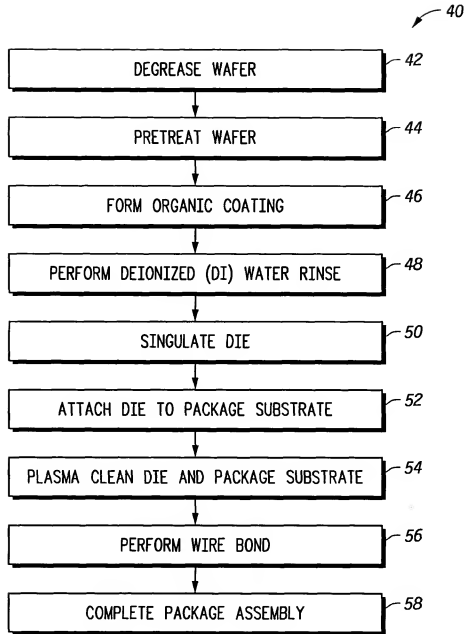 40
DEGREASE WAFER 42
PRETREAT WAFER 44
FORM ORGANIC COATING 46
PERFORM DEIONIZED (DI) WATER RINSE 48
SINGULATE DIE 50
ATTACH DIE TO PACKAGE SUBSTRATE 52
PLASMA CLEAN DIE AND PACKAGE SUBSTRATE 54
PERFORM WIRE BOND 56
COMPLETE PACKAGE ASSEMBLY 58